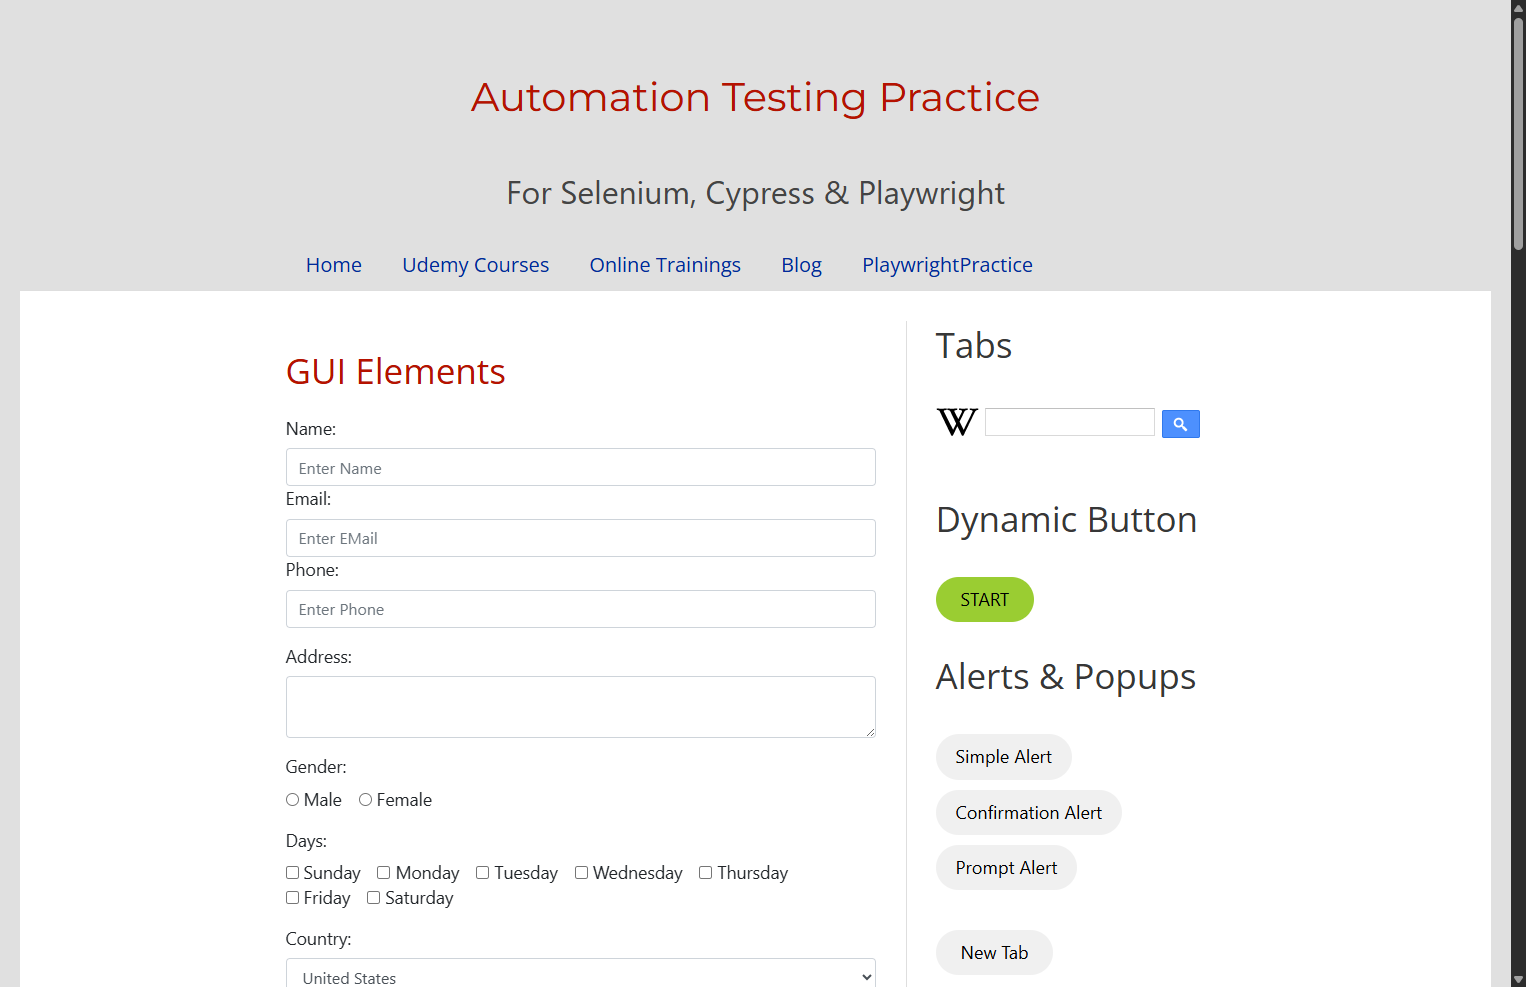 Automation Testing Practice
For Selenium, Cypress & Playwright
Home Udemy Courses Online Trainings Blog PlaywrightPractice
GUI Elements
Name:
Enter Name
Email:
Enter EMail
Phone:
Enter Phone
Address:
Gender:
Male Female
Days:
Sunday Monday Tuesday Wednesday Thursday
Friday Saturday
Country:
United States
Tabs
W
Dynamic Button
START
Alerts & Popups
Simple Alert
Confirmation Alert
Prompt Alert
New Tab